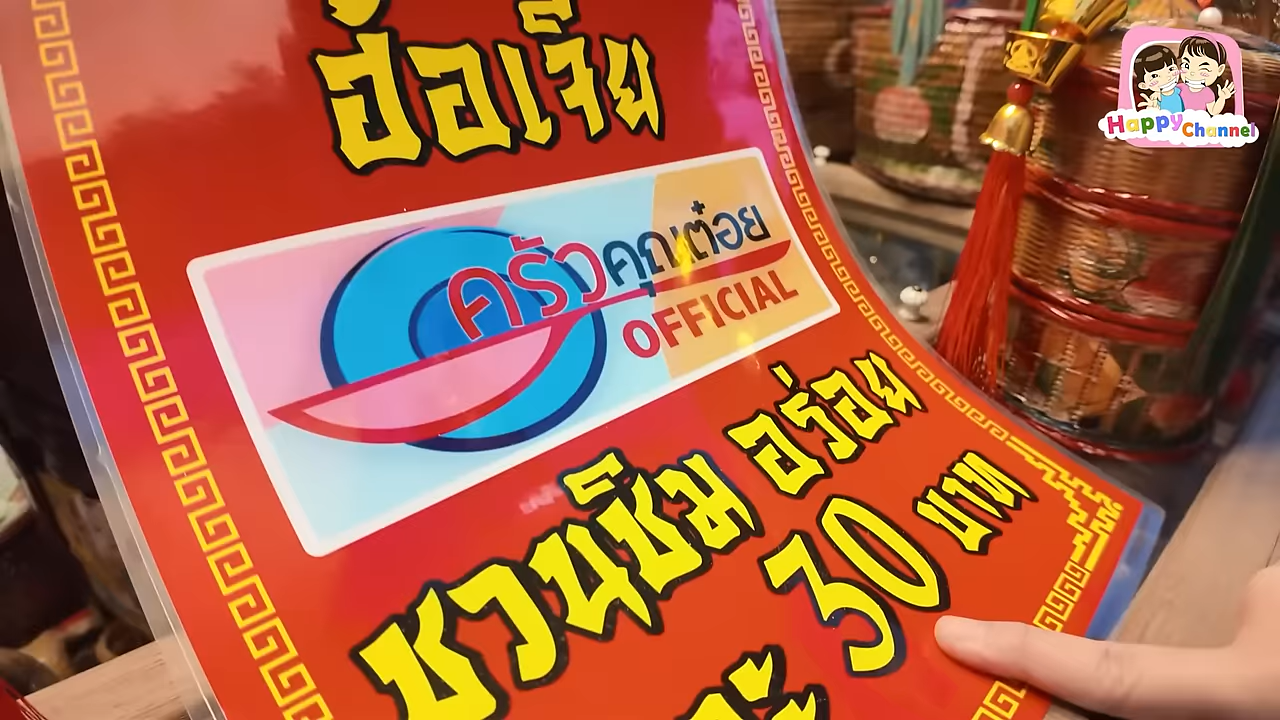 ฮ้อเจี๊ย
ครัวคุณต๋อย
OFFICIAL
ชวนชิม อร่อย
30 บาท
Happy Channel